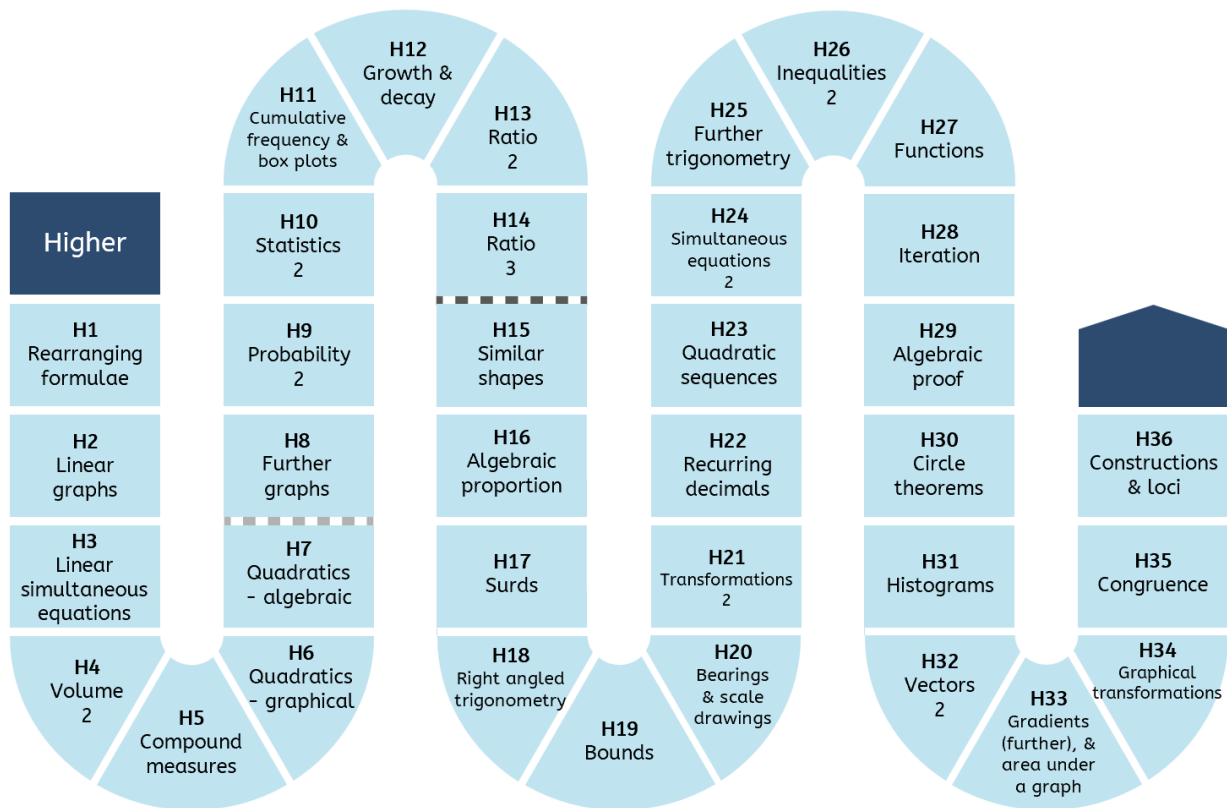 Higher
H1
Rearranging
formulae
H2
Linear
graphs
H3
Linear
simultaneous
equations
H4
Volume
2
H5
Compound
measures
H6
Quadratics
- graphical
H7
Quadratics
- algebraic
H8
Further
graphs
H9
Probability
2
H10
Statistics
2
H11
Cumulative
frequency &
box plots
H12
Growth &
decay
H13
Ratio
2
H14
Ratio
3
H15
Similar
shapes
H16
Algebraic
proportion
H17
Surds
H18
Right angled
trigonometry
H19
Bounds
H20
Bearings
& scale
drawings
H21
Transformations
2
H22
Recurring
decimals
H23
Quadratic
sequences
H24
Simultaneous
equations
2
H25
Further
trigonometry
H26
Inequalities
2
H27
Functions
H28
Iteration
H29
Algebraic
proof
H30
Circle
theorems
H31
Histograms
H32
Vectors
2
H33
Gradients
(further), &
area under
a graph
H34
Graphical
transformations
H35
Congruence
H36
Constructions
& loci